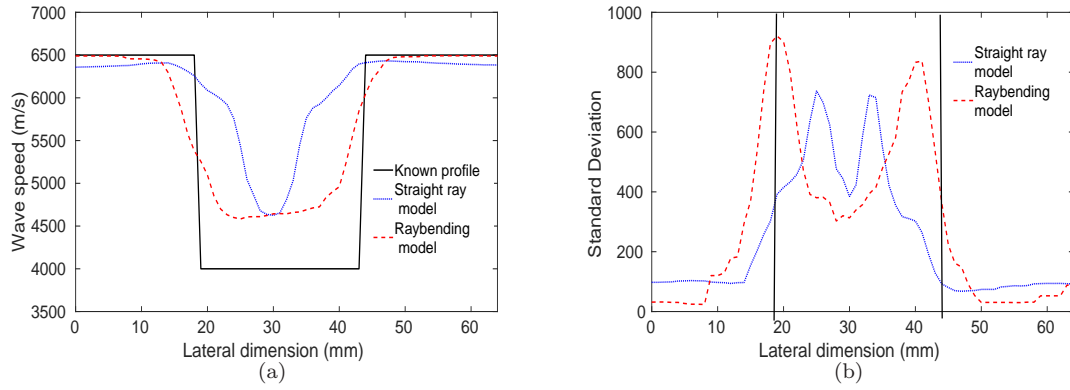 7000
6500
6000
5500
5000
4500
4000
3500
Wave speed (m/s)
Known profile
Straight ray
model
Raybending
model
0 10 20 30 40 50 60
Lateral dimension (mm)
(a)
1000
800
600
400
200
0
Standard Deviation
Straight ray
model
Raybending
model
0 10 20 30 40 50 60
Lateral dimension (mm)
(b)